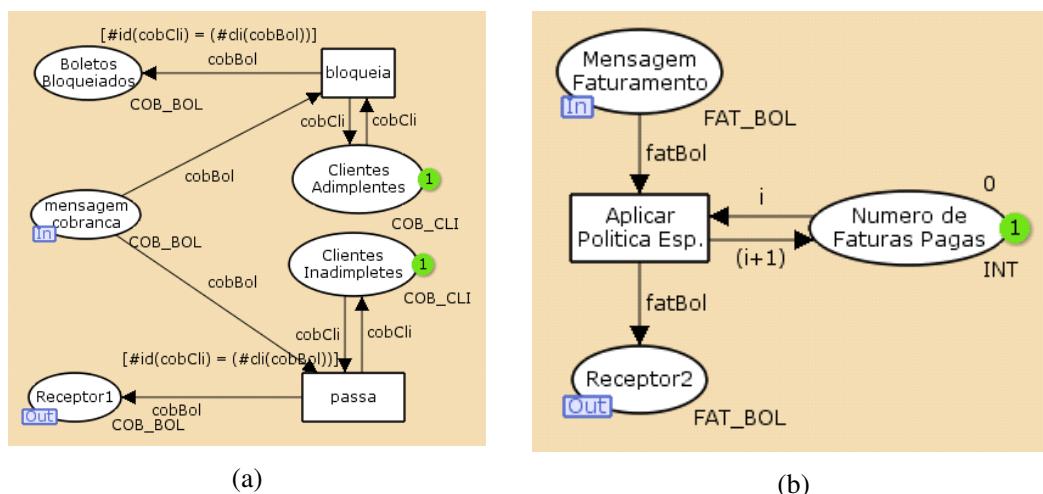 [#id(cobCli) = (#cli(cobBol))]
Boletos
Bloqueiados
cobBol
bloqueia
COB_BOL
cobCli
cobCli
cobBol
Clientes
Adimplentes
1
COB_CLI
mensagem
cobranca
In
COB_BOL
cobBol
Clientes
Inadimpletes
1
COB_CLI
cobCli
cobCli
[#id(cobCli) = (#cli(cobBol))]
Receptor1
Out
cobBol
COB_BOL
passa
(a)
Mensagem
Faturamento
In
FAT_BOL
fatBol
Aplicar
Politica Esp.
i
(i+1)
0
Numero de
Faturas Pagas
1
INT
fatBol
Receptor2
Out
FAT_BOL
(b)